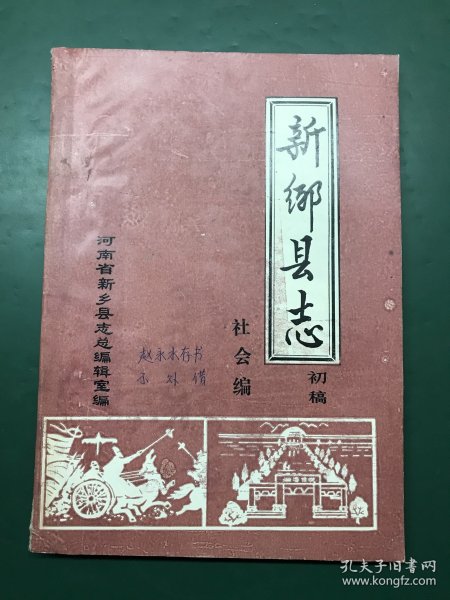 新鄉县志
初稿
社会编
赵永木存书
不外借
河南省新乡县志总编辑室编
孔夫子旧书网
www.kongfz.com